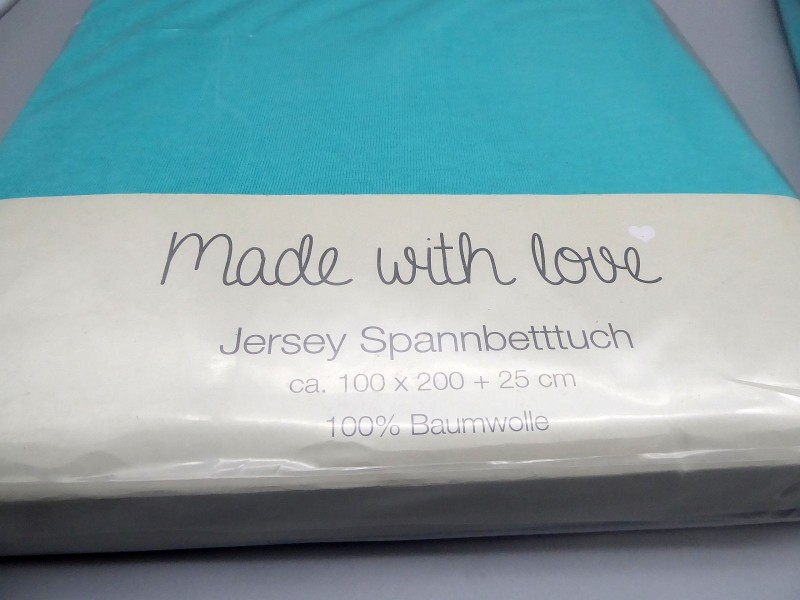 Made with love
Jersey Spannbetttuch
ca. 100 x 200 + 25 cm
100% Baumwolle